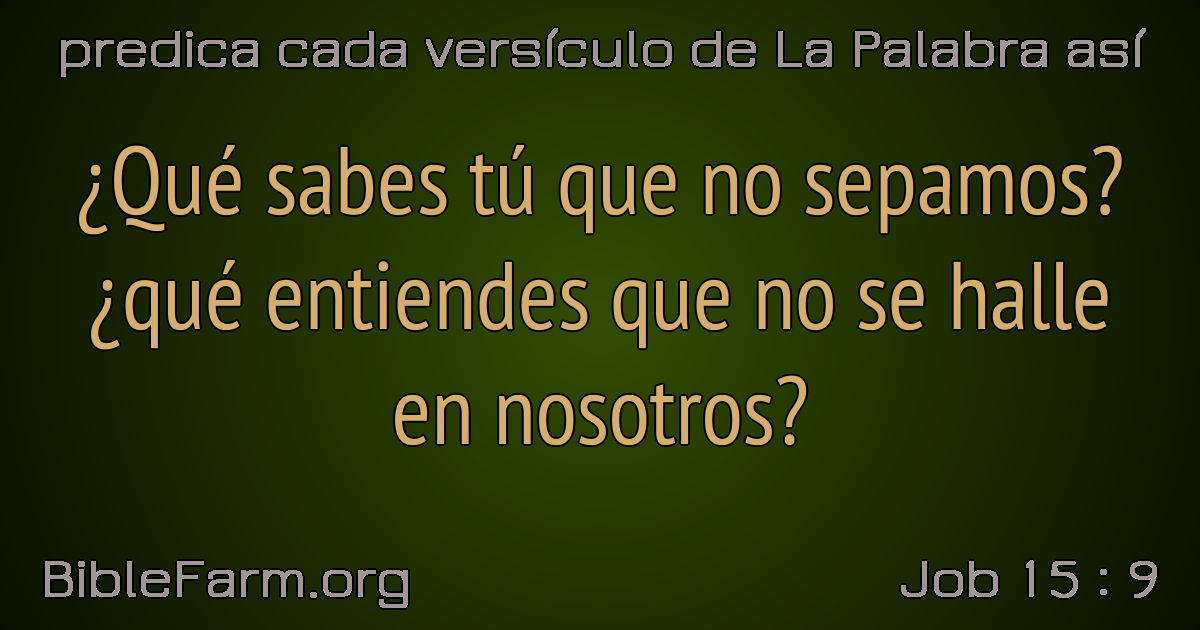 predica cada versículo de La Palabra así
¿Qué sabes tú que no sepamos?
¿qué entiendes que no se halle
en nosotros?
BibleFarm.org
Job 15 : 9